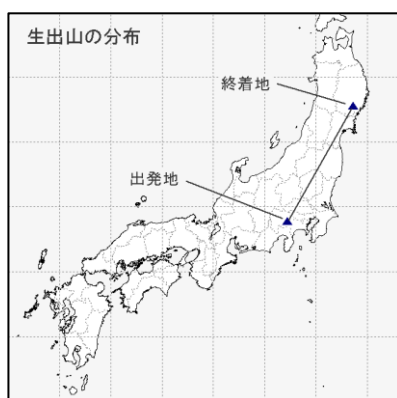 生出山の分布
終着地
出発地